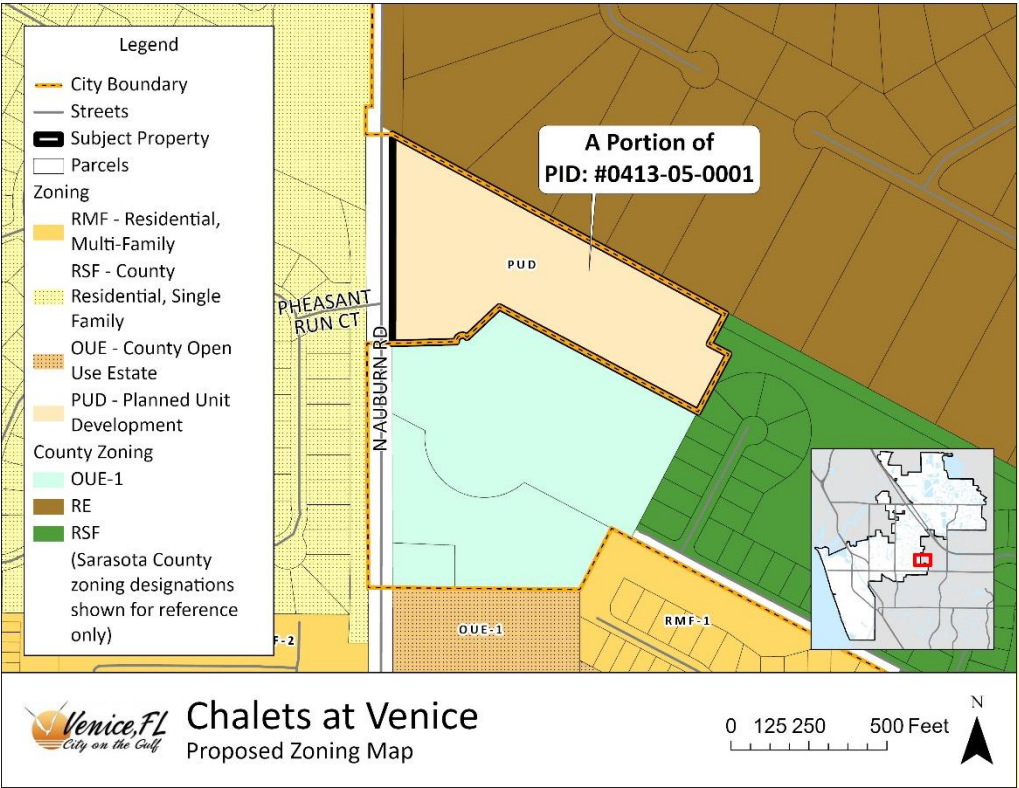 Legend
City Boundary
Streets
Subject Property
Parcels
Zoning
RMF - Residential,
Multi-Family
RSF - County
Residential, Single
Family
OUE - County Open
Use Estate
PUD - Planned Unit
Development
County Zoning
OUE-1
RE
RSF
(Sarasota County
zoning designations
shown for reference
only)
A Portion of
PID: #0413-05-0001
PUD
PHEASANT
RUN CT
N AUBURN RD
OUE-1
RMF-1
F-2
Venice, FL
City on the Gulf
Chalets at Venice
Proposed Zoning Map
0 125 250 500 Feet
N